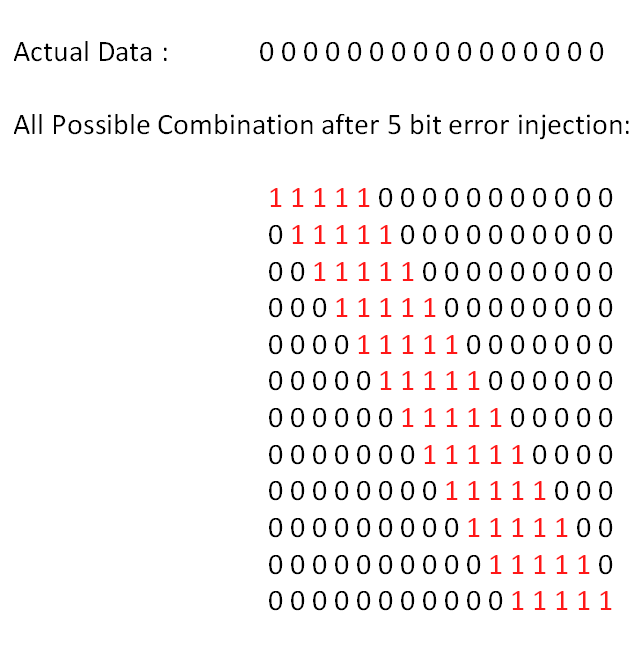 Actual Data : 0 0 0 0 0 0 0 0 0 0 0 0 0 0 0 0
All Possible Combination after 5 bit error injection:
1 1 1 1 1 0 0 0 0 0 0 0 0 0 0 0
0 1 1 1 1 1 0 0 0 0 0 0 0 0 0 0
0 0 1 1 1 1 1 0 0 0 0 0 0 0 0 0
0 0 0 1 1 1 1 1 0 0 0 0 0 0 0 0
0 0 0 0 1 1 1 1 1 0 0 0 0 0 0 0
0 0 0 0 0 1 1 1 1 1 0 0 0 0 0 0
0 0 0 0 0 0 1 1 1 1 1 0 0 0 0 0
0 0 0 0 0 0 0 1 1 1 1 1 0 0 0 0
0 0 0 0 0 0 0 0 1 1 1 1 1 0 0 0
0 0 0 0 0 0 0 0 0 1 1 1 1 1 0 0
0 0 0 0 0 0 0 0 0 0 1 1 1 1 1 0
0 0 0 0 0 0 0 0 0 0 0 1 1 1 1 1